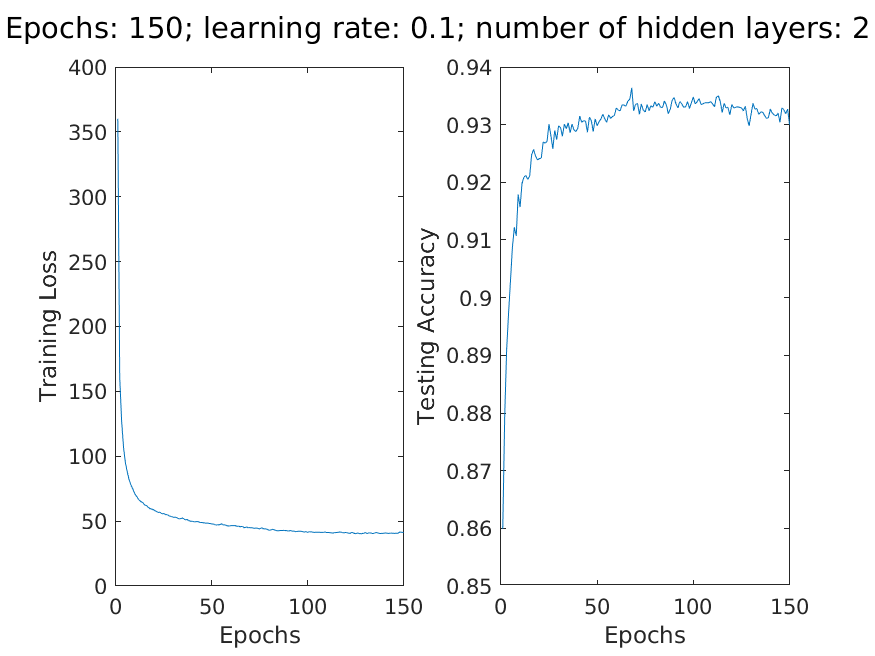 Epochs: 150; learning rate: 0.1; number of hidden layers: 2
400
350
300
250
200
150
100
50
0
0 50 100 150
Training Loss
Epochs
0.94
0.93
0.92
0.91
0.9
0.89
0.88
0.87
0.86
0.85
0 50 100 150
Testing Accuracy
Epochs